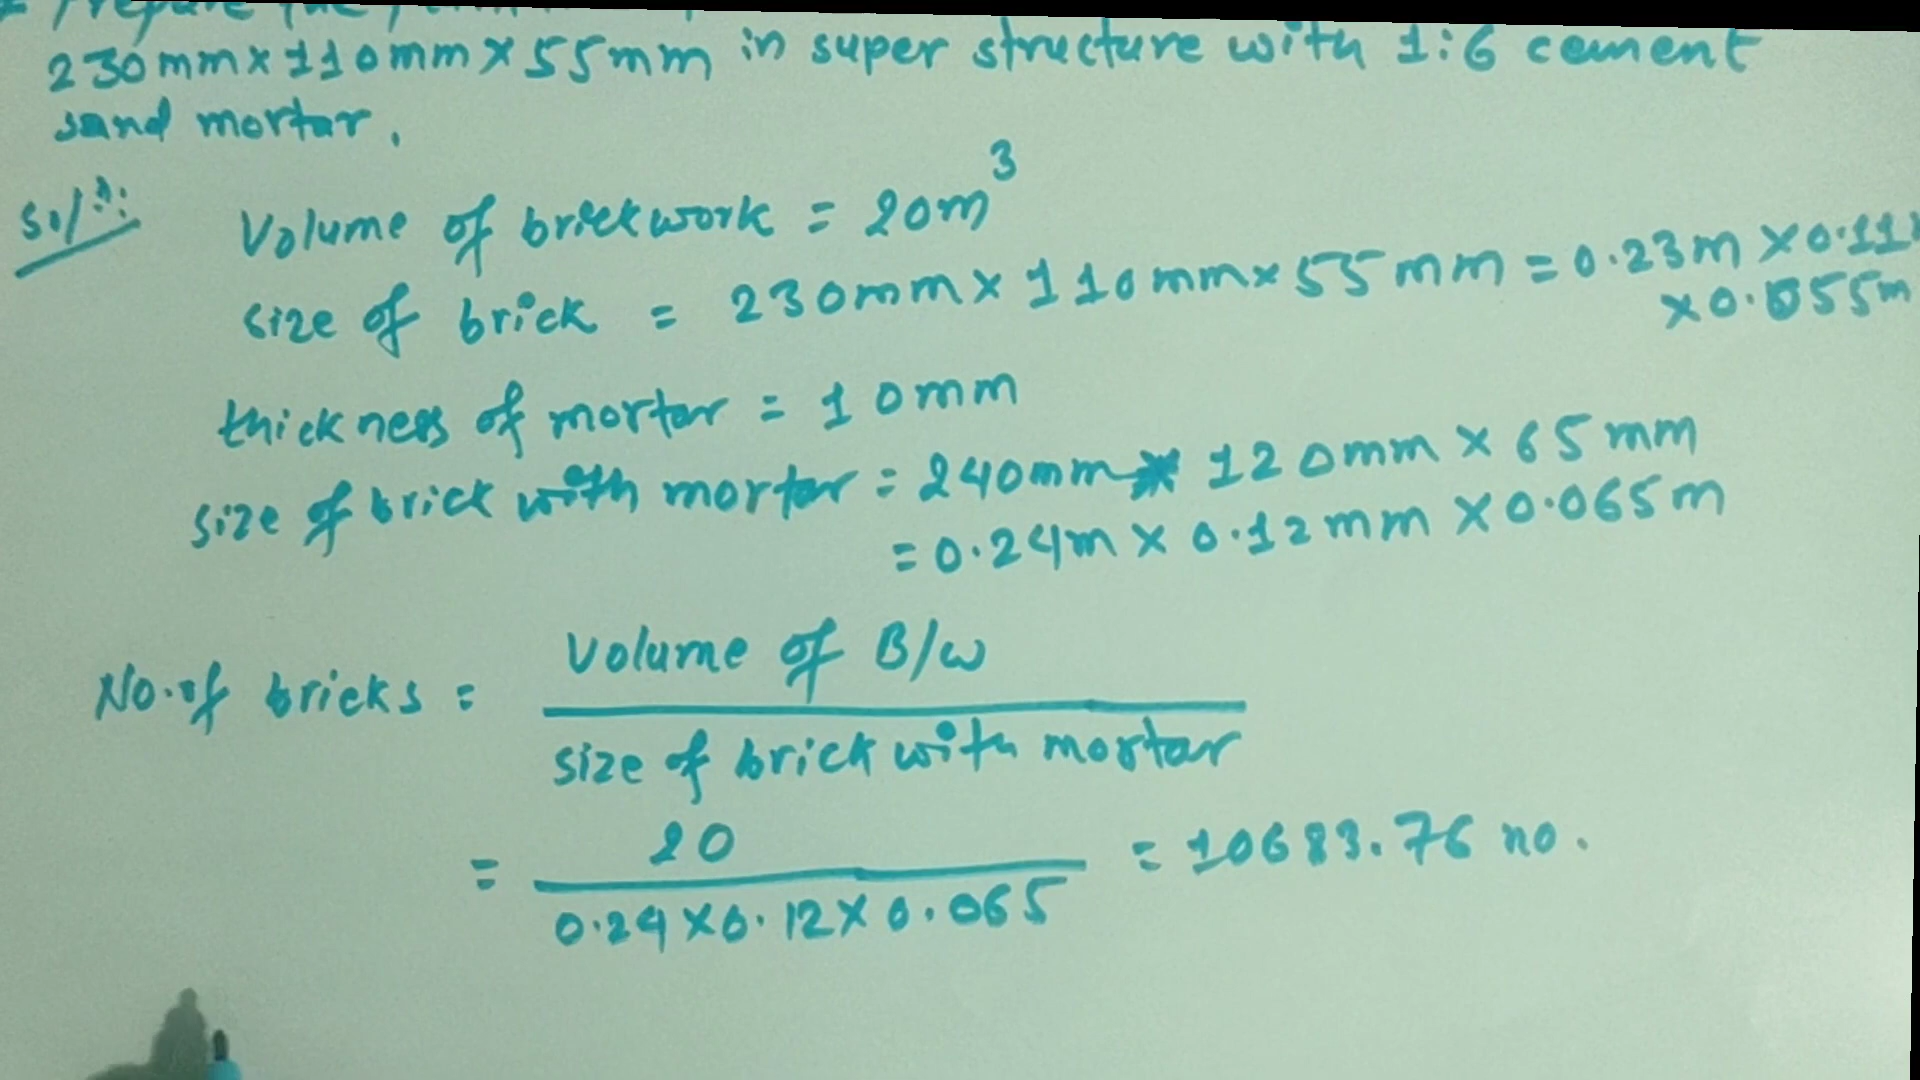 Prepare the
230mm×110mm×55mm in super structure with 1:6 cement
sand mortar.
Solⁿ: Volume of brickwork = 20m³
size of brick = 230mm× 110mm×55mm = 0.23m ×0.11
×0.055m
thickness of mortar = 10mm
size of brick with mortar = 240mm× 120mm × 65mm
= 0.24m × 0.12mm ×0.065m
No.of bricks = Volume of B/w
size of brick with mortar
= 20
0.24×0.12×0.065 = 10683.76 no.